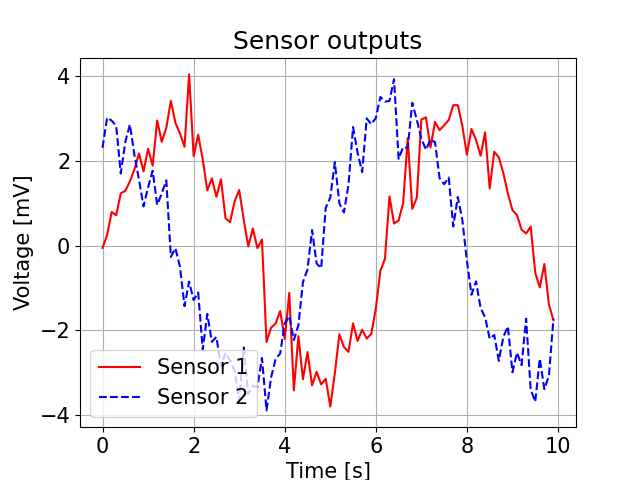 Sensor outputs
Voltage [mV]
4
2
0
−2
−4
Sensor 1
Sensor 2
0 2 4 6 8 10
Time [s]